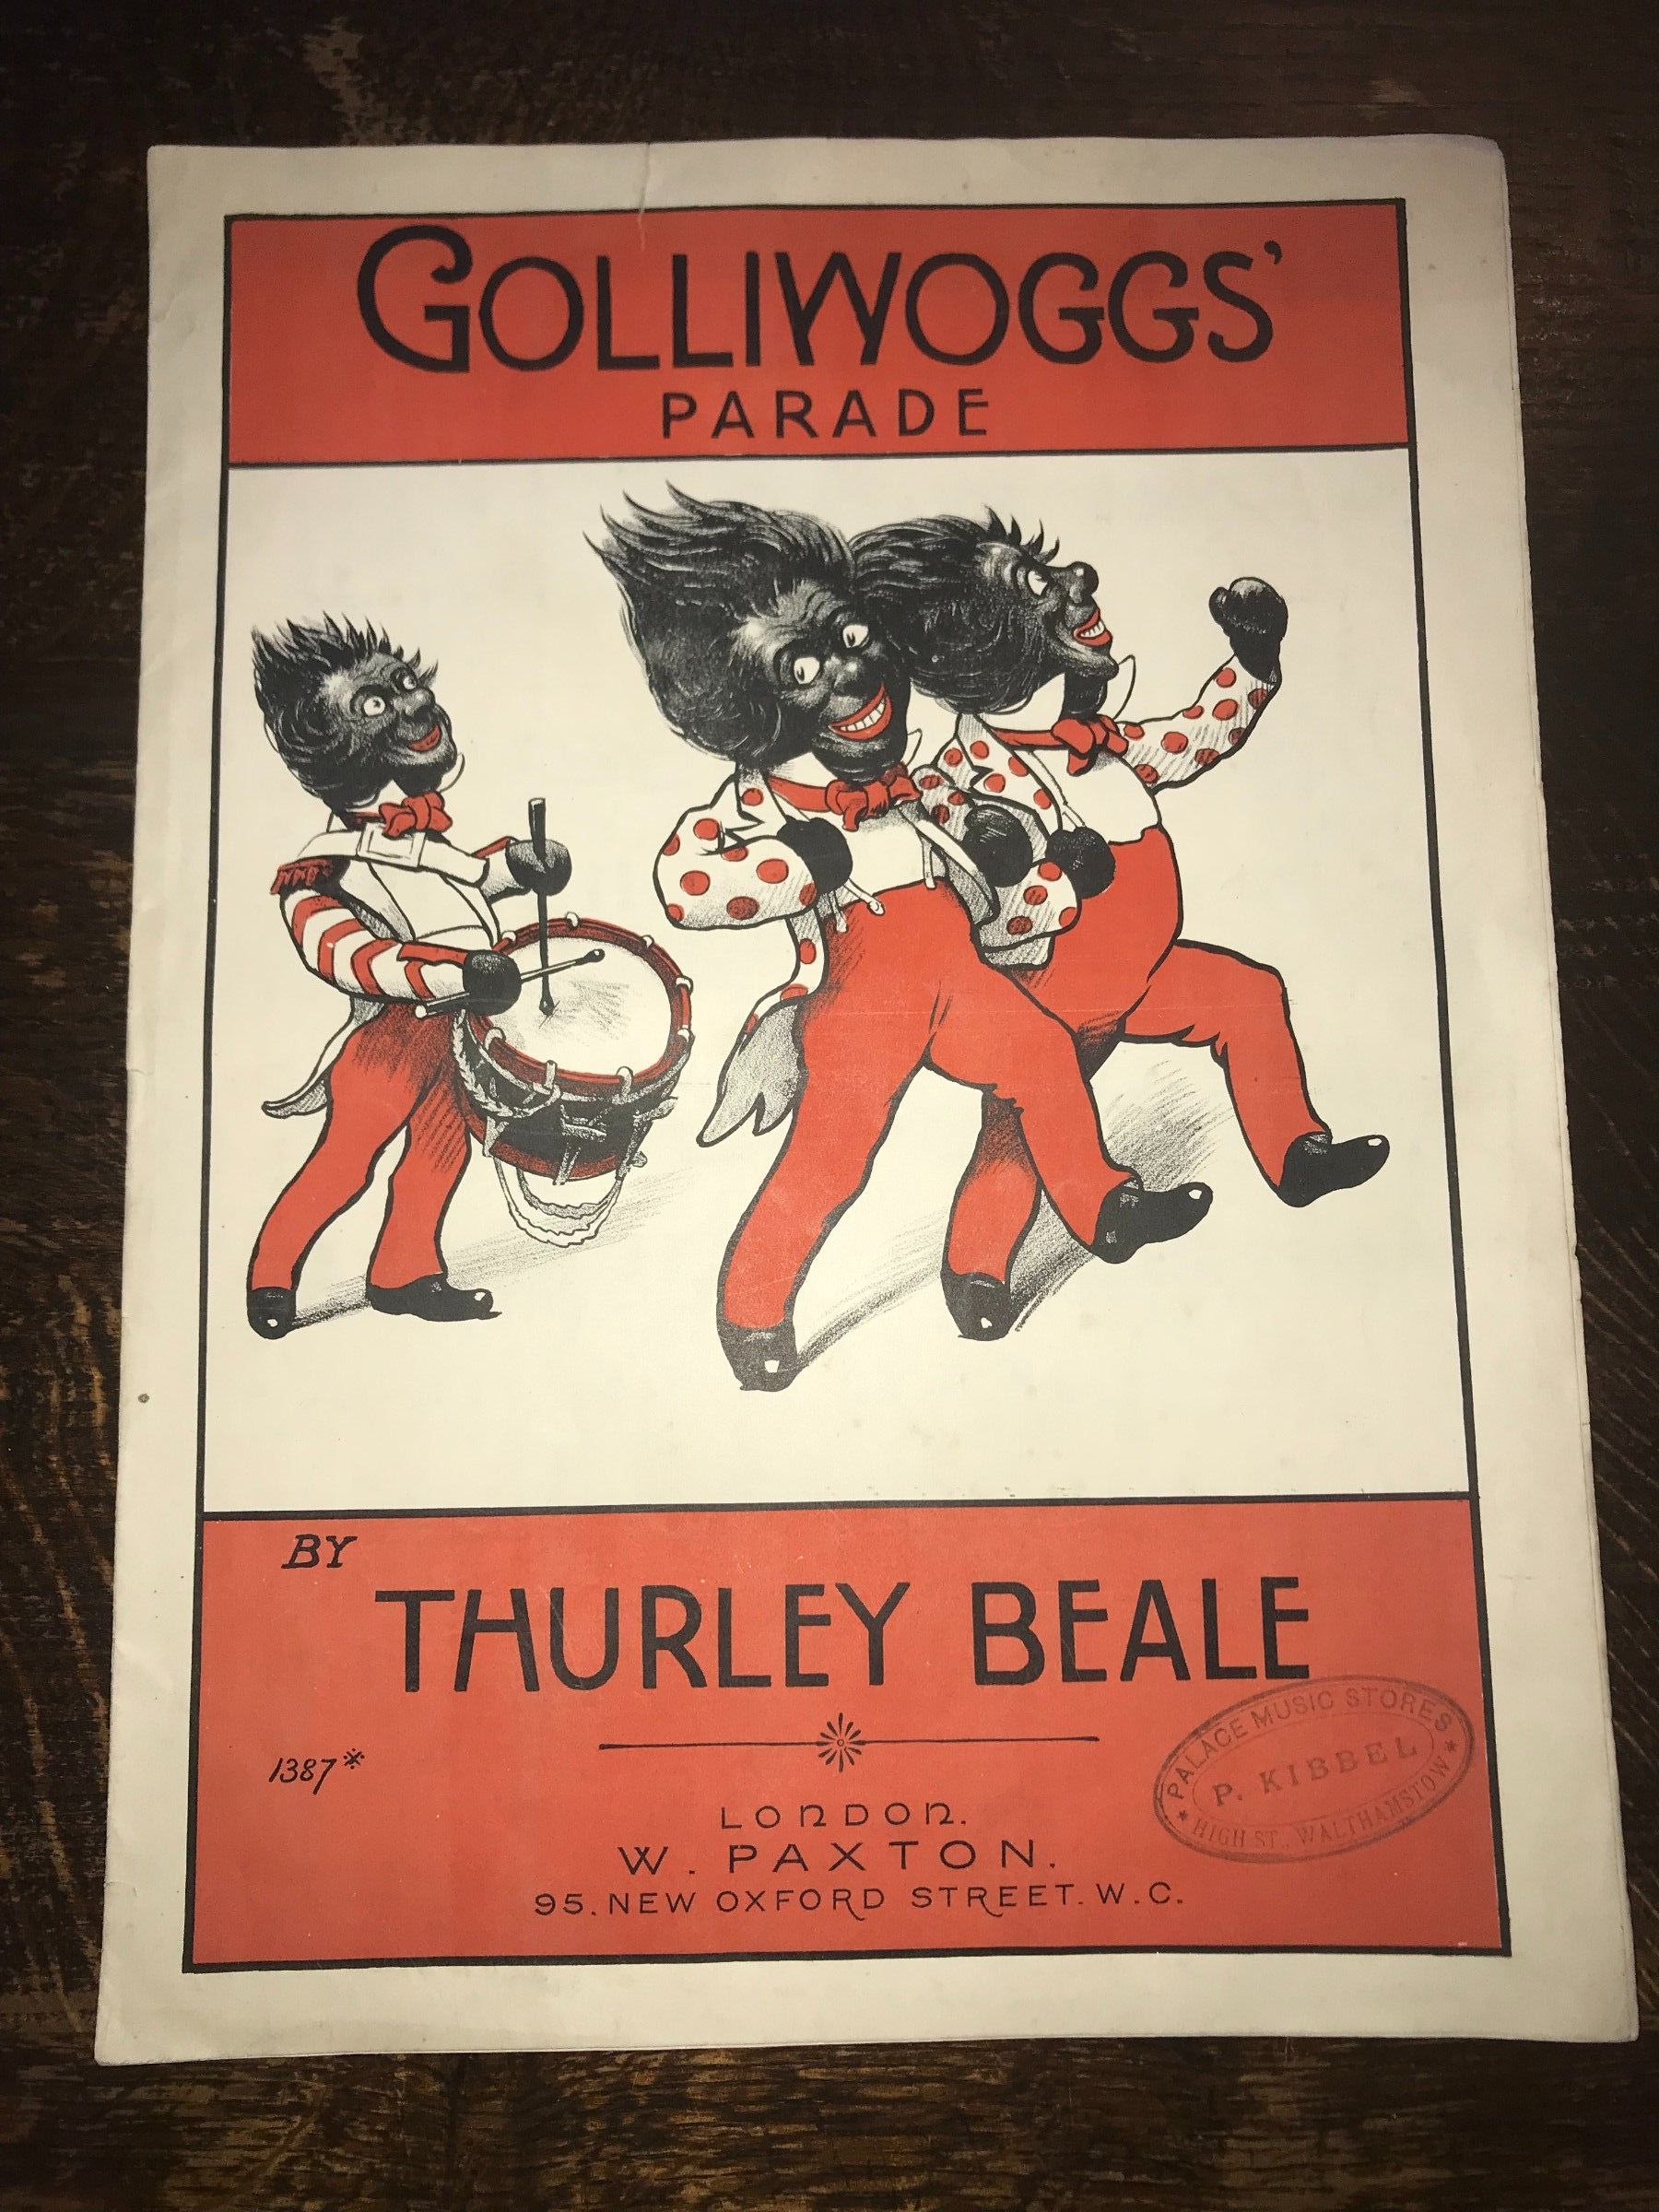 GOLLIWOGGS'
PARADE
BY
THURLEY BEALE
1387*
LONDON.
W. PAXTON.
95. NEW OXFORD STREET. W.C.
PALACE MUSIC STORES
P. KIBBEL
* HIGH ST., WALTHAMSTOW *